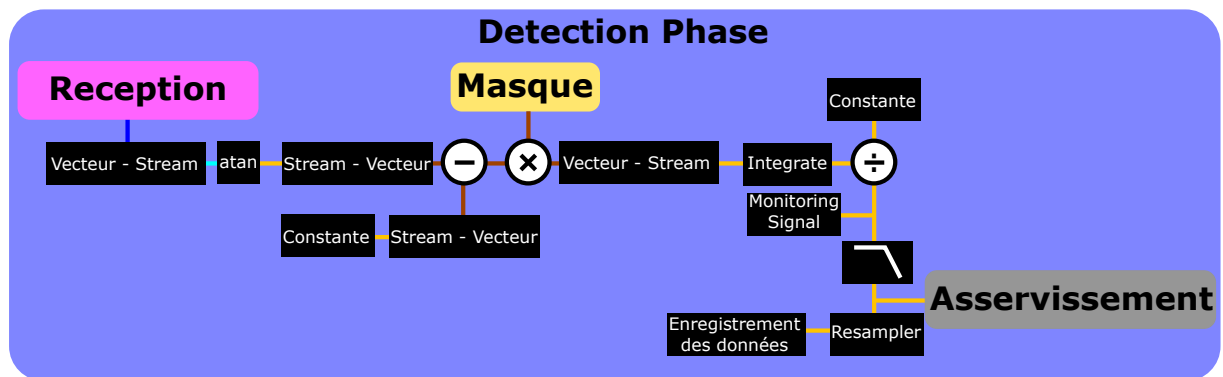 Detection Phase
Reception
Masque
Constante
Vecteur - Stream
atan
Stream - Vecteur
−
×
Vecteur - Stream
Integrate
÷
Monitoring
Signal
Constante
Stream - Vecteur
Asservissement
Enregistrement
des données
Resampler